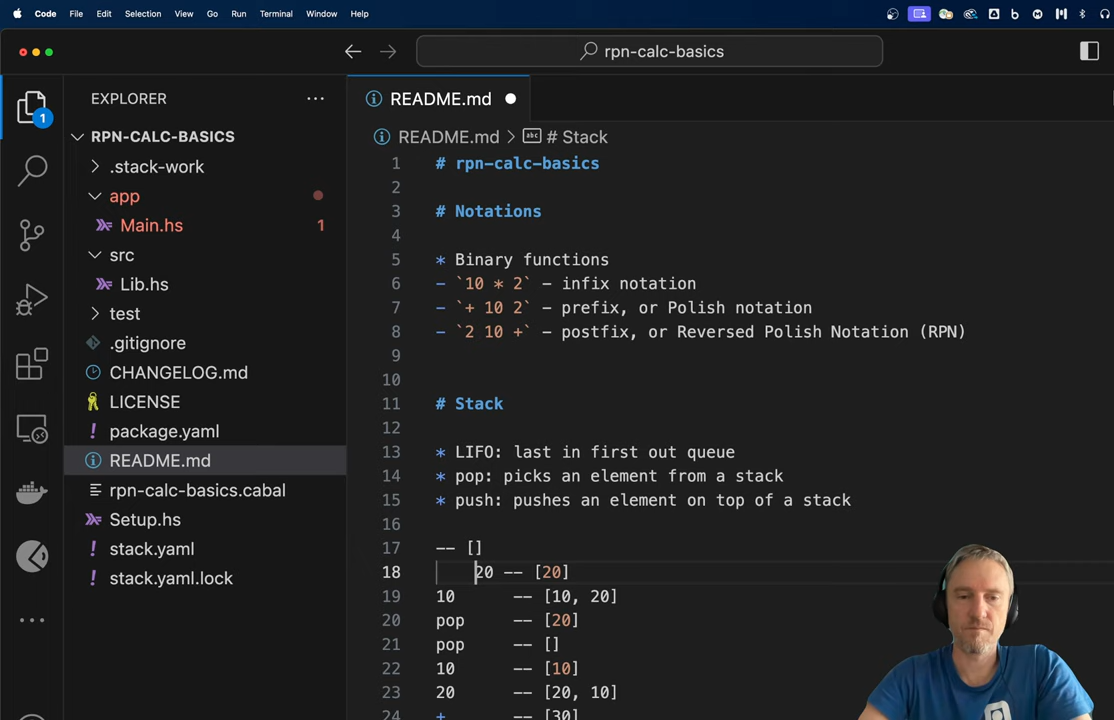 Code File Edit Selection View Go Run Terminal Window Help
rpn-calc-basics
EXPLORER
README.md
RPN-CALC-BASICS
README.md > # Stack
.stack-work
app
Main.hs 1
src
Lib.hs
test
.gitignore
CHANGELOG.md
LICENSE
package.yaml
README.md
rpn-calc-basics.cabal
Setup.hs
stack.yaml
stack.yaml.lock
1
1 # rpn-calc-basics
2
3 # Notations
4
5 * Binary functions
6 - `10 * 2` - infix notation
7 - `+ 10 2` - prefix, or Polish notation
8 - `2 10 +` - postfix, or Reversed Polish Notation (RPN)
9
10
11 # Stack
12
13 * LIFO: last in first out queue
14 * pop: picks an element from a stack
15 * push: pushes an element on top of a stack
16
17 -- []
18 20 -- [20]
19 10 -- [10, 20]
20 pop -- [20]
21 pop -- []
22 10 -- [10]
23 20 -- [20, 10]
24 + -- [30]